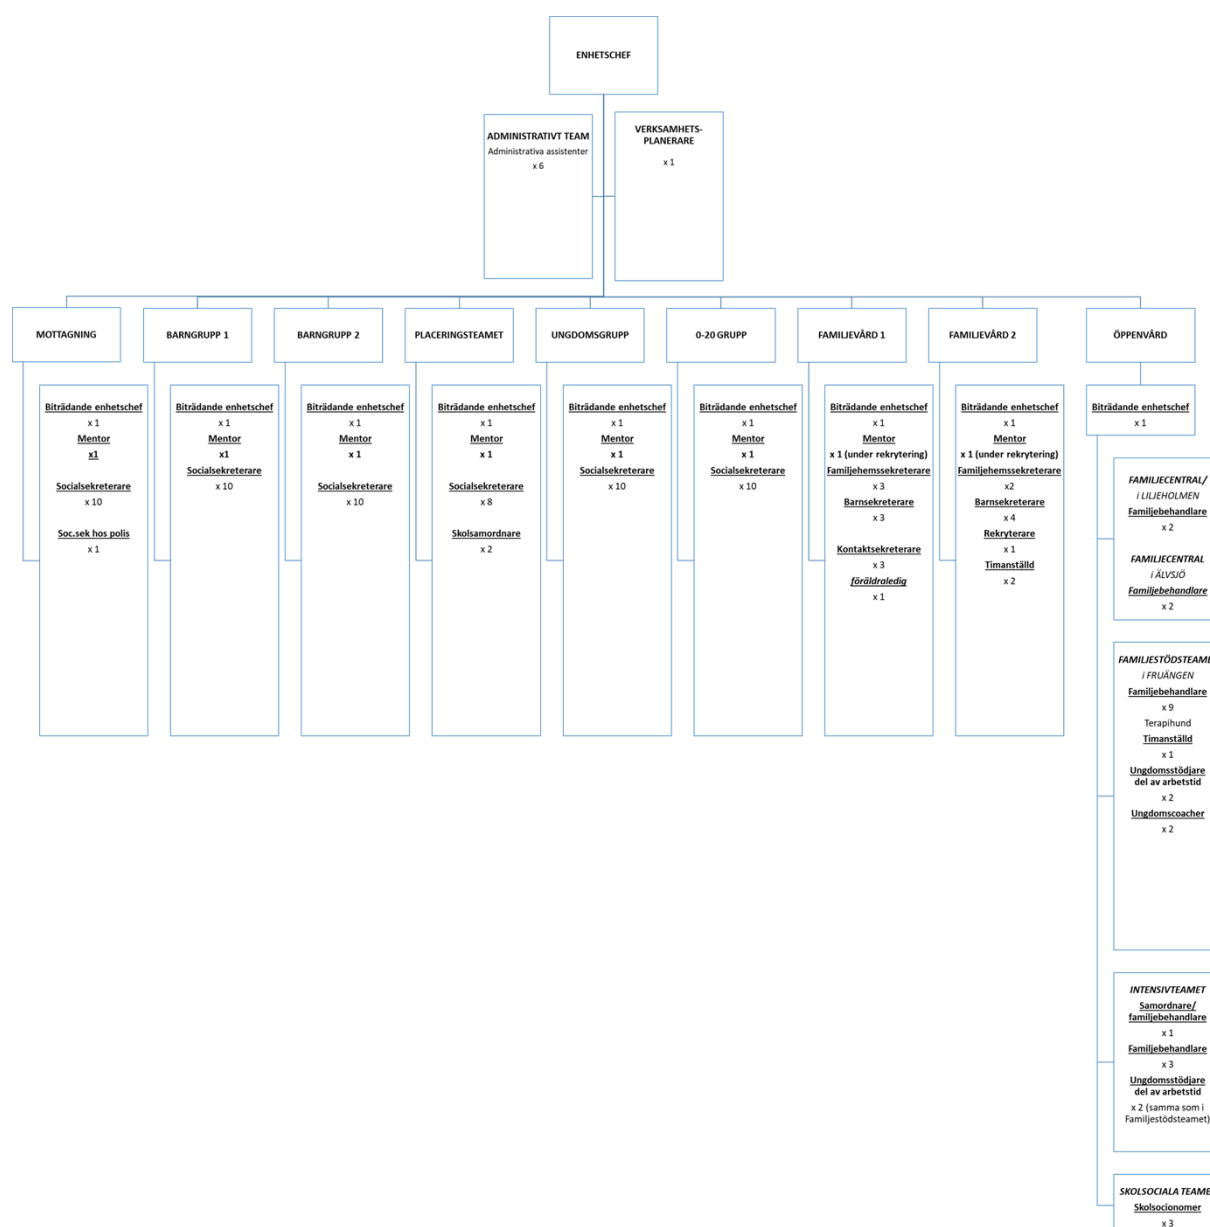 ENHETSCHEF
ADMINISTRATIVT TEAM
Administrativa assistenter
x 6
VERKSAMHETS-
PLANERARE
x 1
MOTTAGNING
BARNGRUPP 1
BARNGRUPP 2
PLACERINGSTEAMET
UNGDOMSGRUPP
0-20 GRUPP
FAMILJEVÅRD 1
FAMILJEVÅRD 2
ÖPPENVÅRD
Biträdande enhetschef
x 1
Mentor
x1
Socialsekreterare
x 10
Soc.sek hos polis
x 1
Biträdande enhetschef
x 1
Mentor
x1
Socialsekreterare
x 10
Biträdande enhetschef
x 1
Mentor
x 1
Socialsekreterare
x 10
Biträdande enhetschef
x 1
Mentor
x 1
Socialsekreterare
x 8
Skolsamordnare
x 2
Biträdande enhetschef
x 1
Mentor
x 1
Socialsekreterare
x 10
Biträdande enhetschef
x 1
Mentor
x 1
Socialsekreterare
x 10
Biträdande enhetschef
x 1
Mentor
x 1 (under rekrytering)
Familjehemssekreterare
x 3
Barnsekreterare
x 3
Kontaktsekreterare
x 3
föräldraledig
x 1
Biträdande enhetschef
x 1
Mentor
x 1 (under rekrytering)
Familjehemssekreterare
x2
Barnsekreterare
x 4
Rekryterare
x 1
Timanställd
x 2
Biträdande enhetschef
x 1
FAMILJECENTRAL/
i LILJEHOLMEN
Familjebehandlare
x 2
FAMILJECENTRAL
i ÄLVSJÖ
Familjebehandlare
x 2
FAMILJESTÖDSTEAME
i FRUÄNGEN
Familjebehandlare
x 9
Terapihund
Timanställd
x 1
Ungdomsstödjare
del av arbetstid
x 2
Ungdomscoacher
x 2
INTENSIVTEAMET
Samordnare/
familjebehandlare
x 1
Familjebehandlare
x 3
Ungdomsstödjare
del av arbetstid
x 2 (samma som i
Familjestödsteamet)
SKOLSOCIALA TEAME
Skolsocionomer
x 3